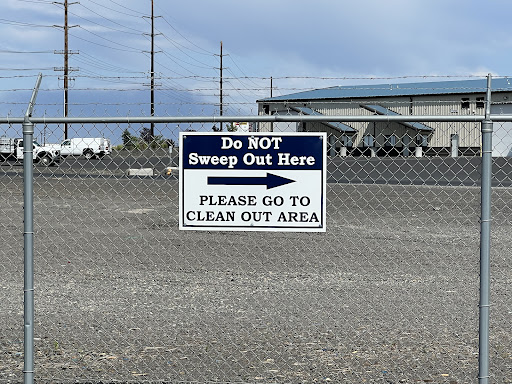 Do NOT
Sweep Out Here
PLEASE GO TO
CLEAN OUT AREA